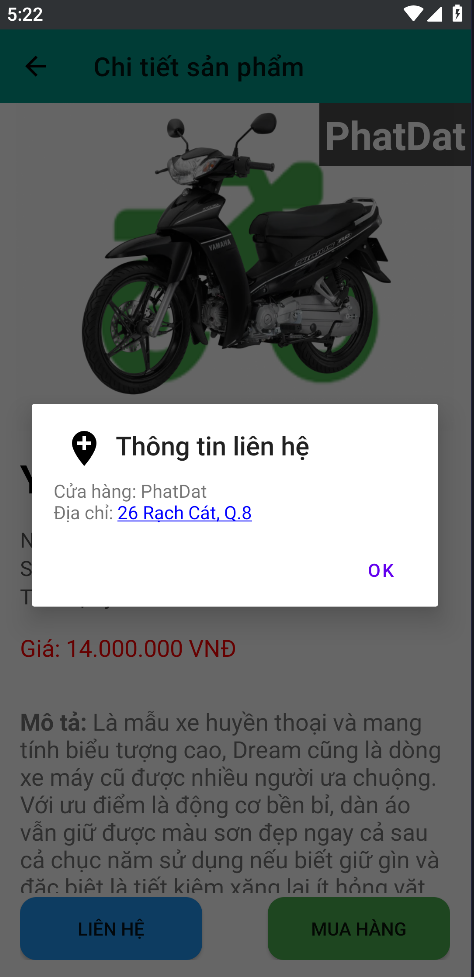 5:22
Chi tiết sản phẩm
PhatDat
YAMAHA
Thông tin liên hệ
Cửa hàng: PhatDat
Địa chỉ: 26 Rạch Cát, Q.8
OK
Giá: 14.000.000 VNĐ
Mô tả: Là mẫu xe huyền thoại và mang
tính biểu tượng cao, Dream cũng là dòng
xe máy cũ được nhiều người ưa chuộng.
Với ưu điểm là động cơ bền bỉ, dàn áo
vẫn giữ được màu sơn đẹp ngay cả sau
cả chục năm sử dụng nếu biết giữ gìn và
đặc biệt là tiết kiệm xăng lại ít hỏng vặt
LIÊN HỆ
MUA HÀNG